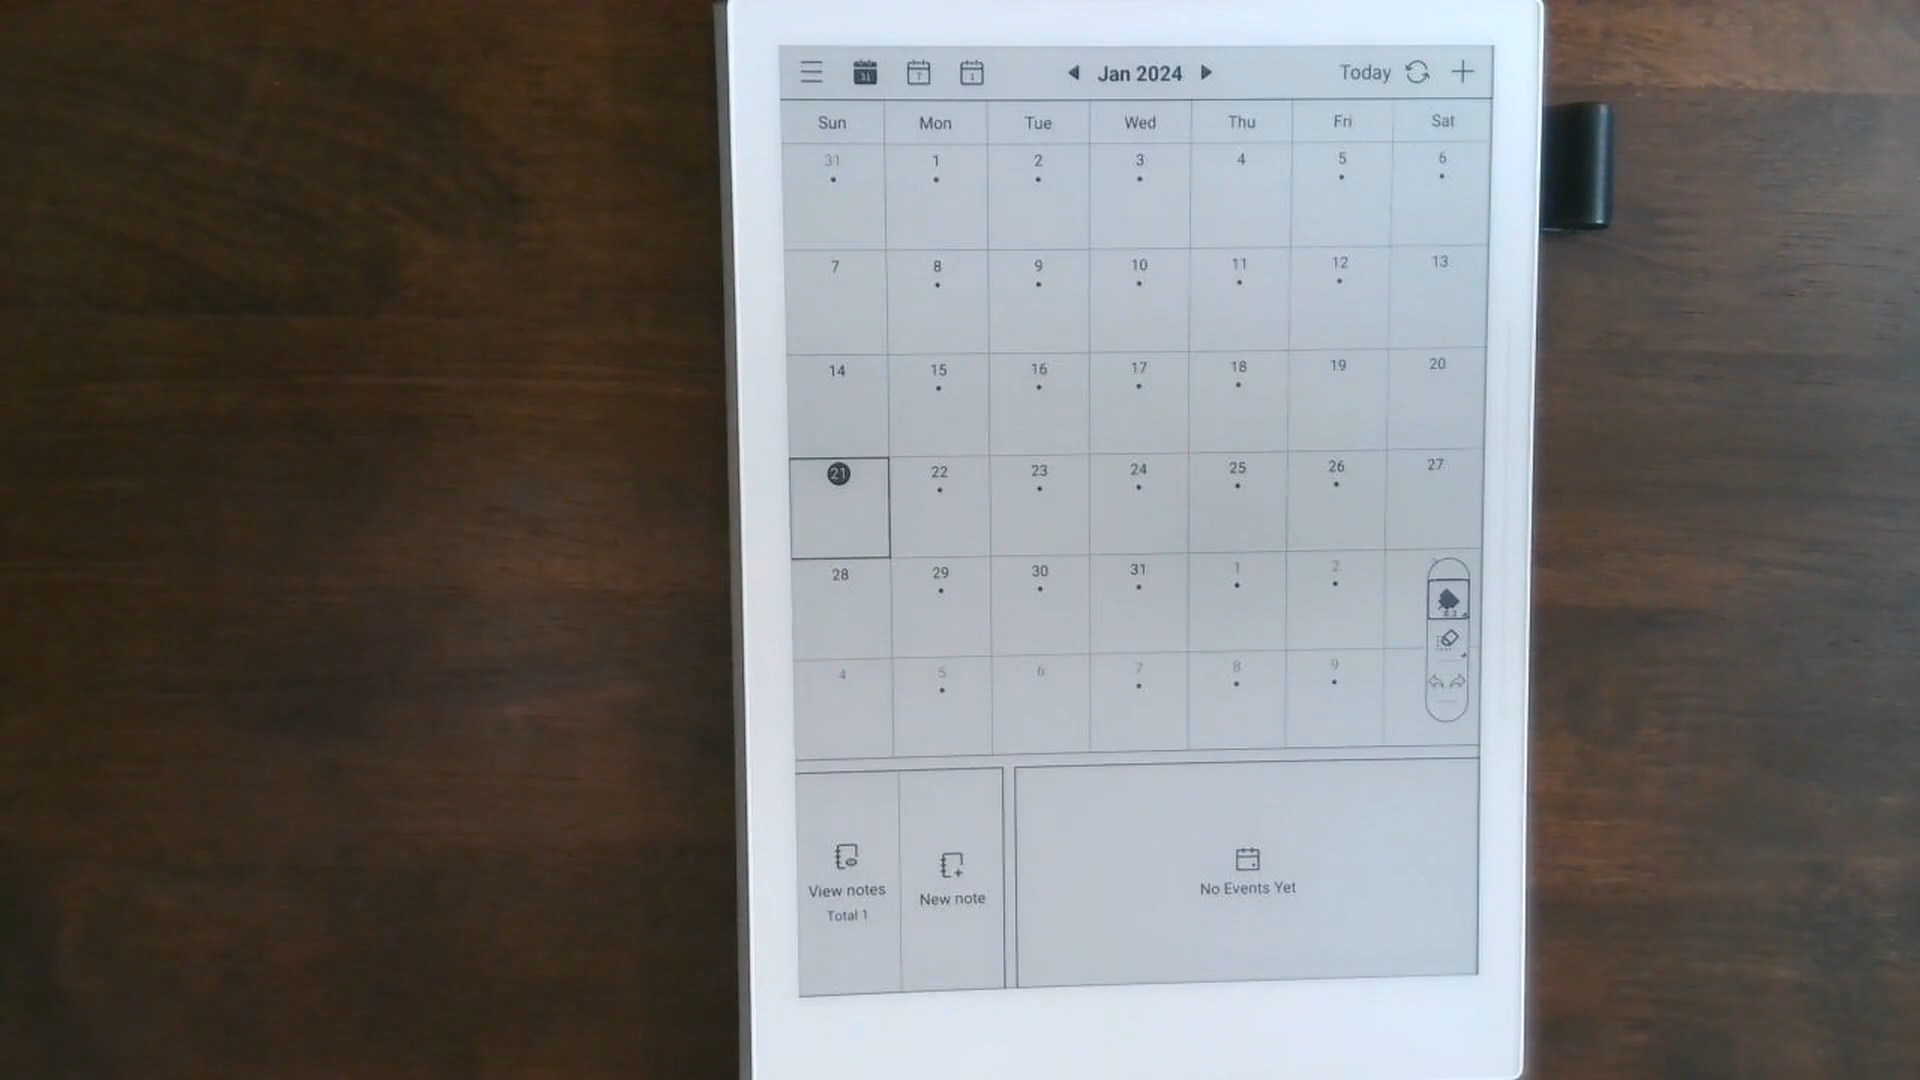 31 7 1 Jan 2024 Today
Sun Mon Tue Wed Thu Fri Sat
31 1 2 3 4 5 6
7 8 9 10 11 12 13
14 15 16 17 18 19 20
21 22 23 24 25 26 27
28 29 30 31 1 2
4 5 6 7 8 9
View notes
Total 1
New note
No Events Yet